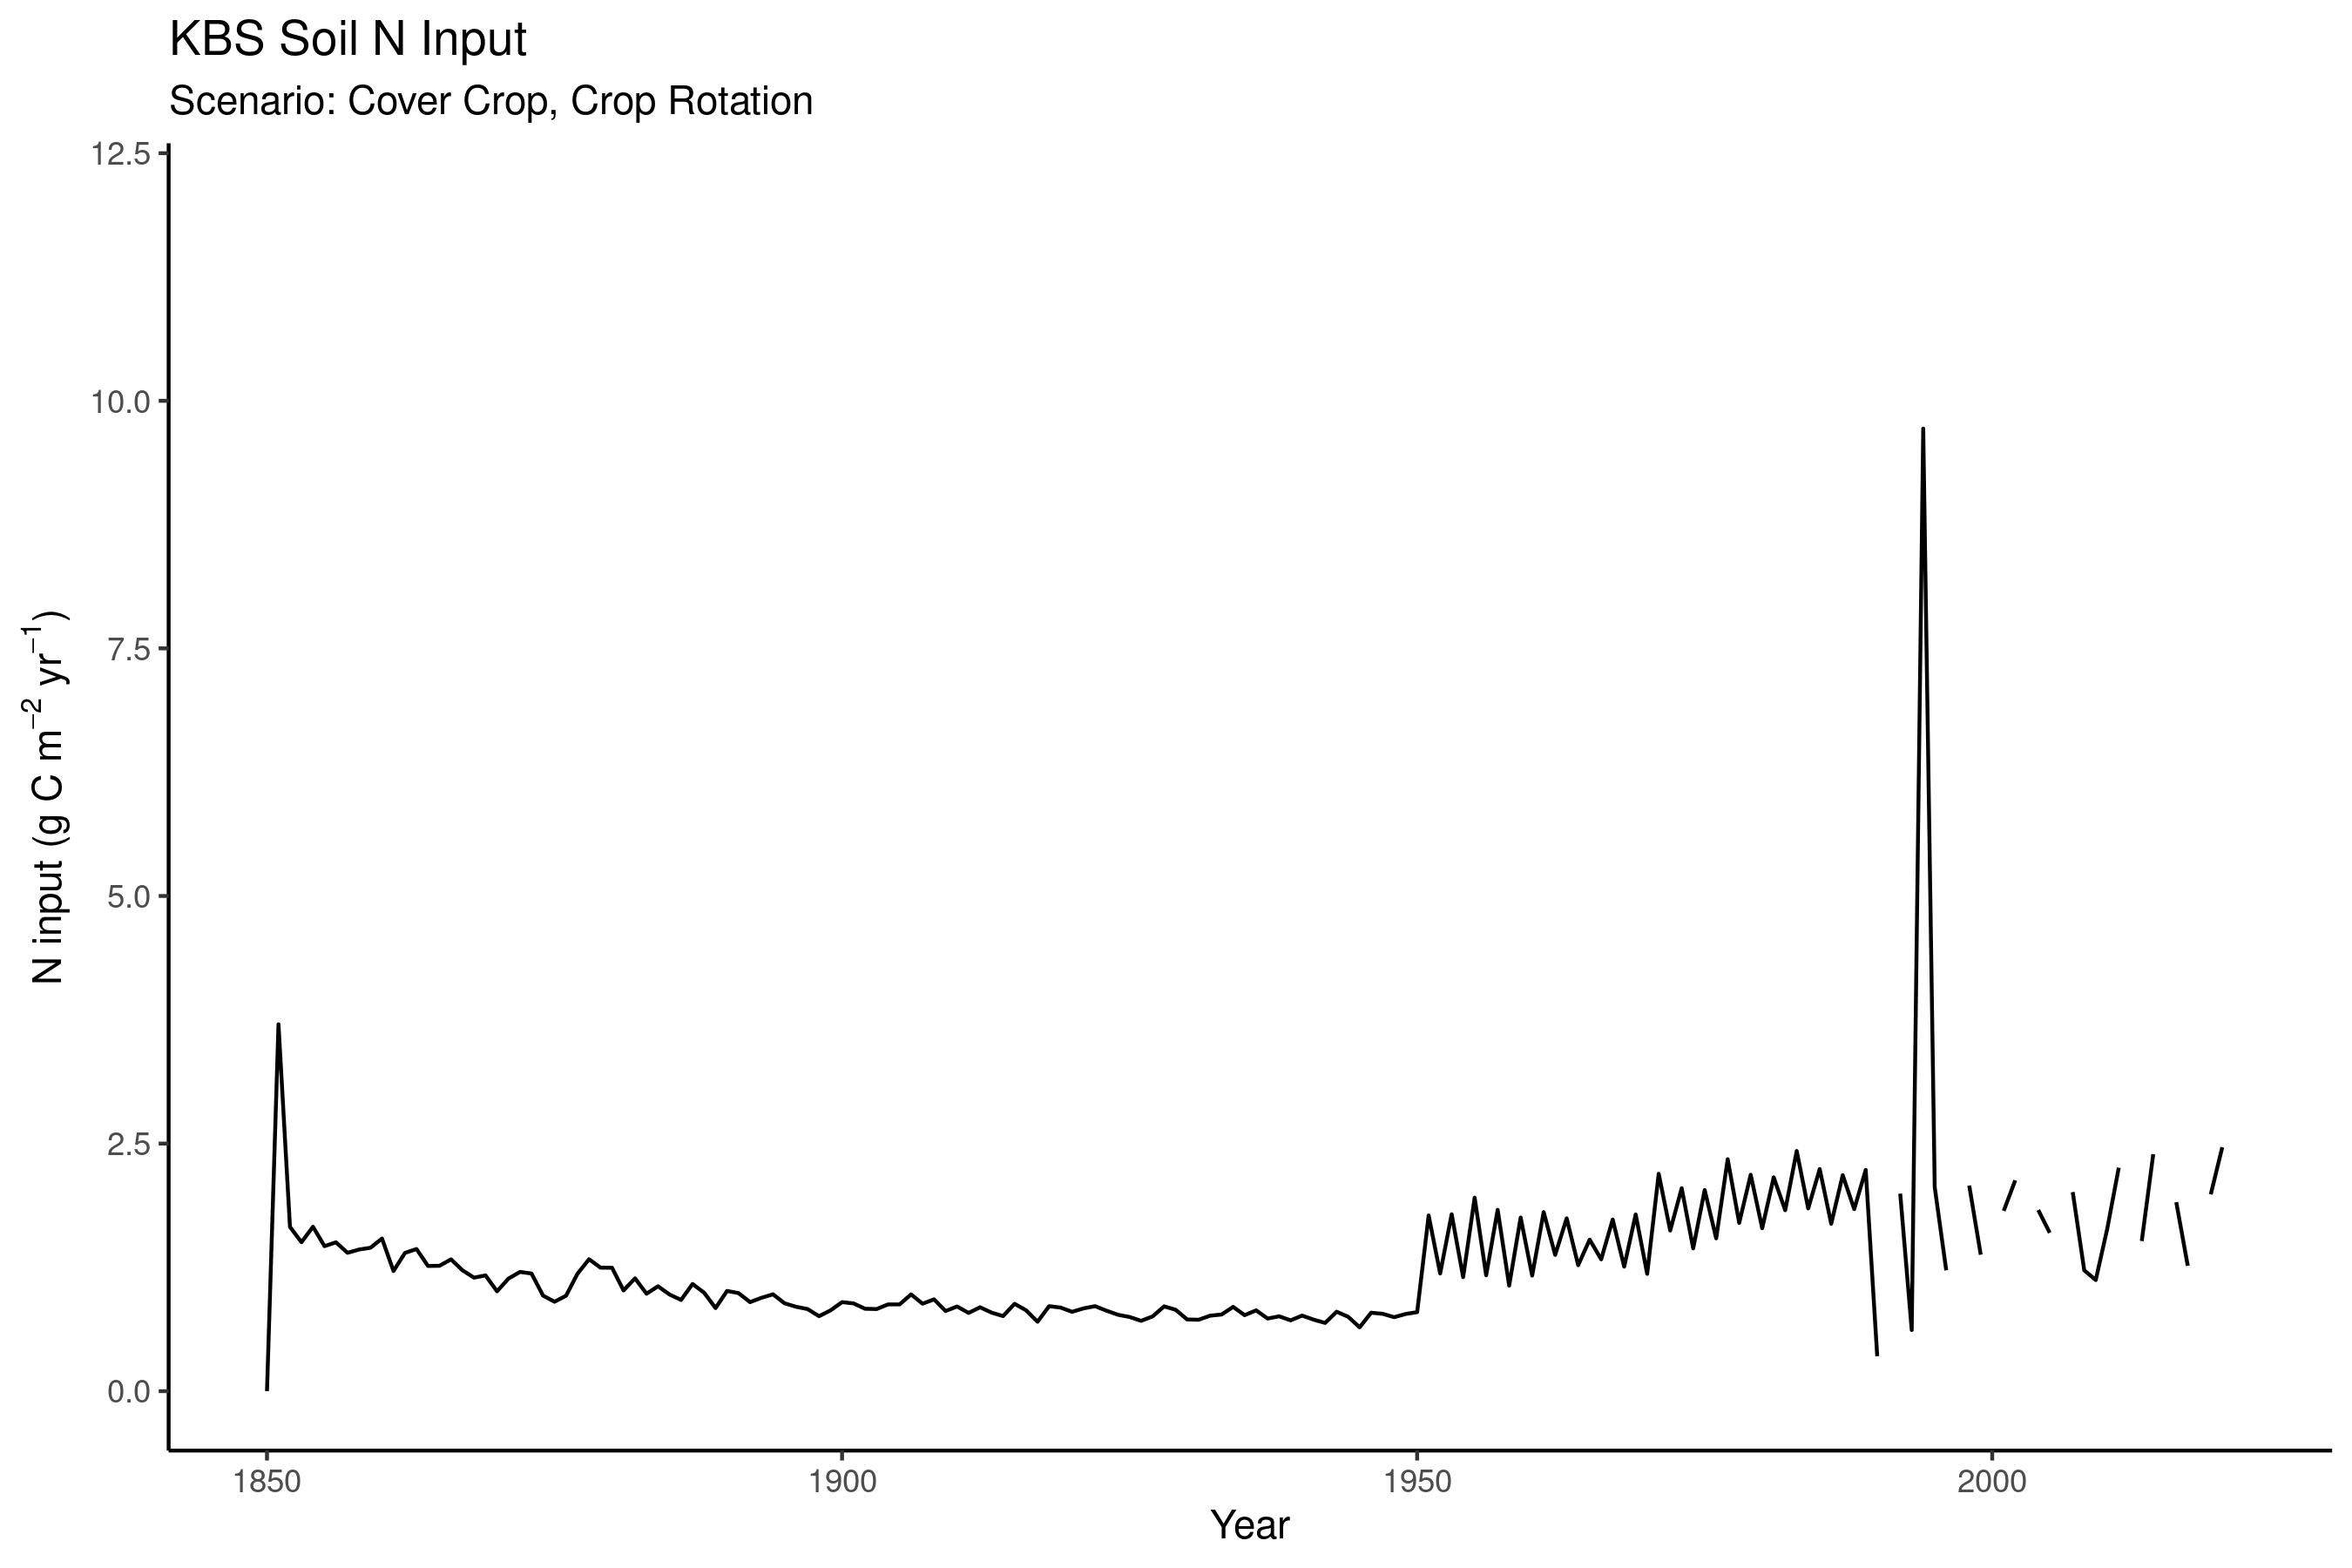 KBS Soil N Input
Scenario: Cover Crop, Crop Rotation
12.5
10.0
7.5
5.0
2.5
0.0
N input (g C m⁻² yr⁻¹)
1850 1900 1950 2000
Year